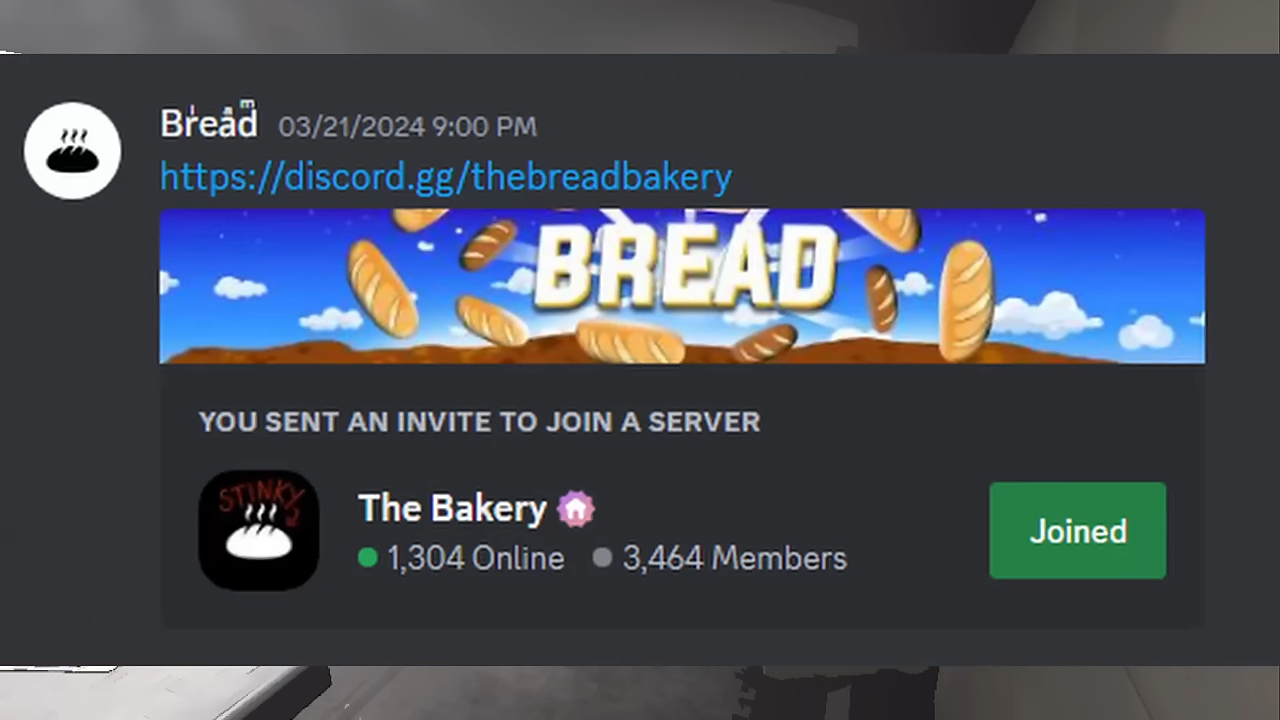 Bread 03/21/2024 9:00 PM
https://discord.gg/thebreadbakery
BREAD
YOU SENT AN INVITE TO JOIN A SERVER
STINKY
The Bakery
1,304 Online 3,464 Members
Joined